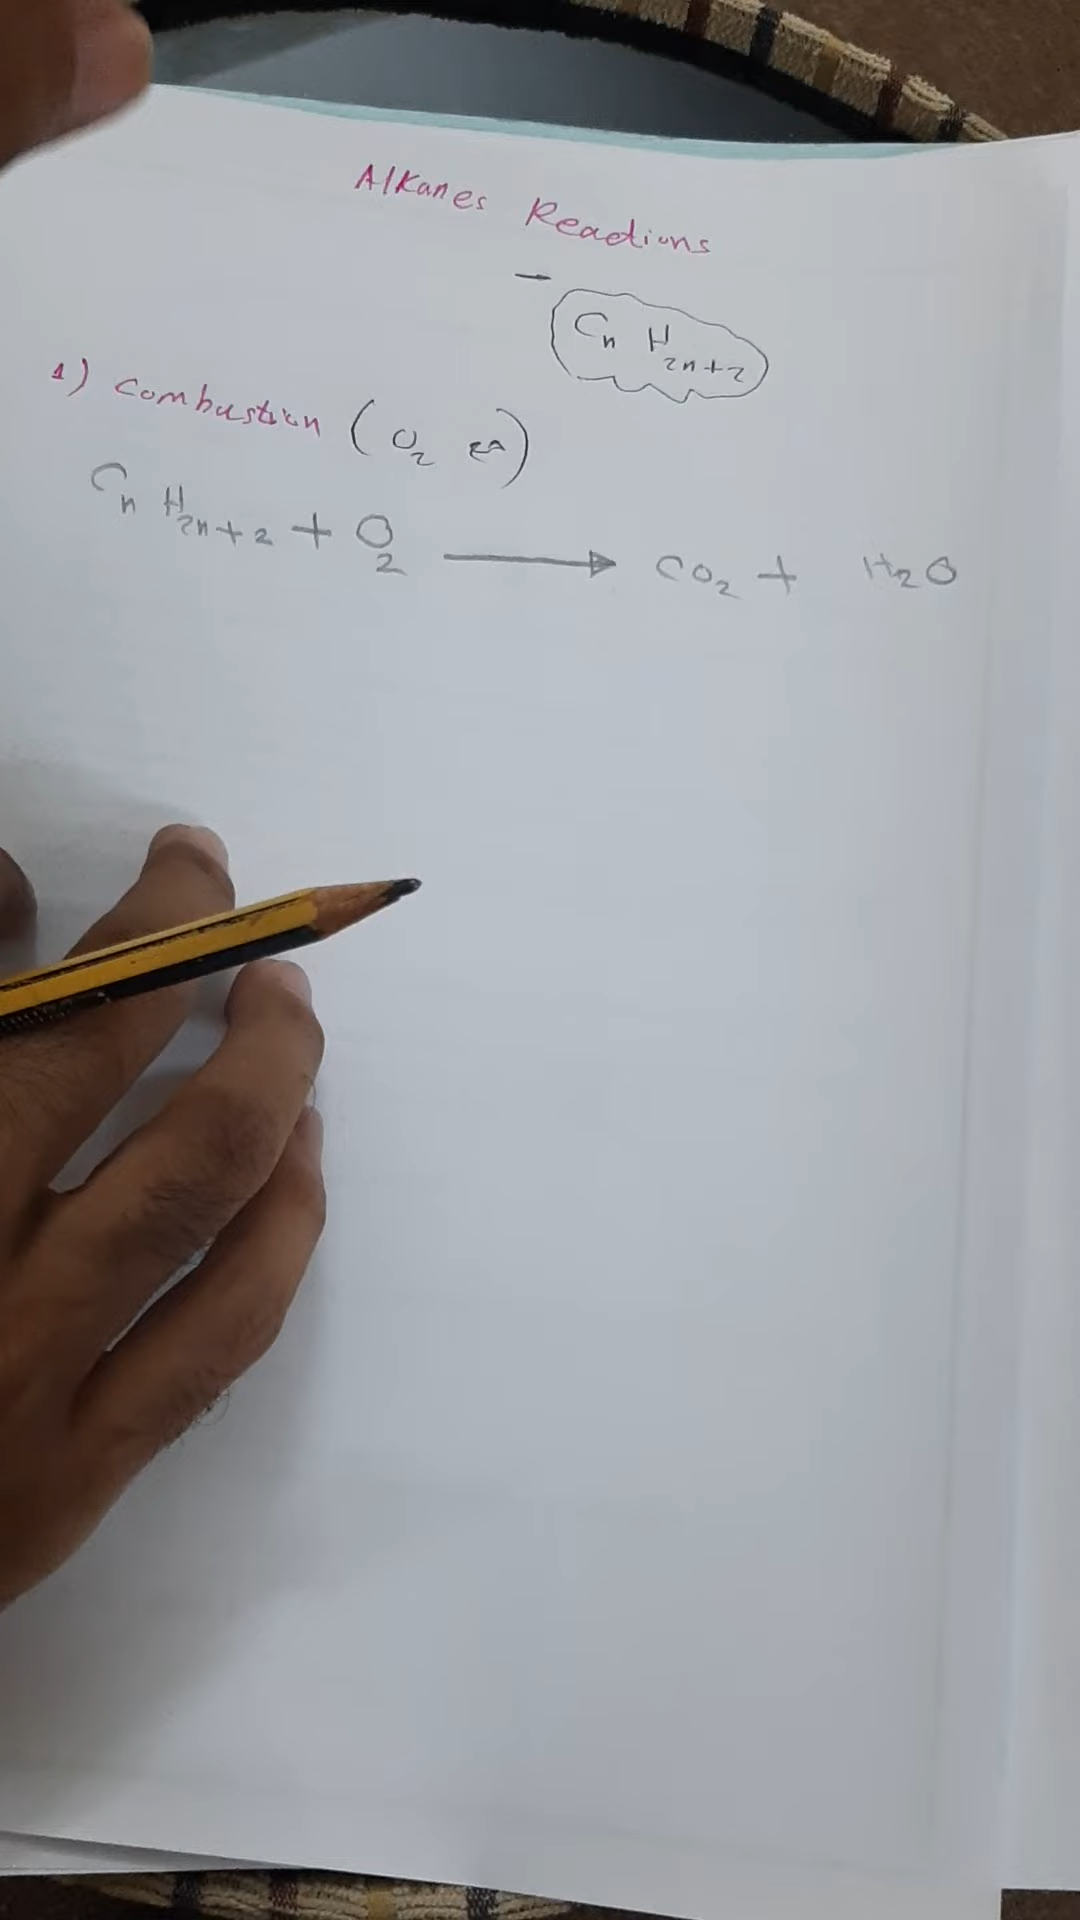 Alkanes Reactions
CnH2n+2
1) Combustion (O2
CnH2n+2 + O2 → CO2 + H2O